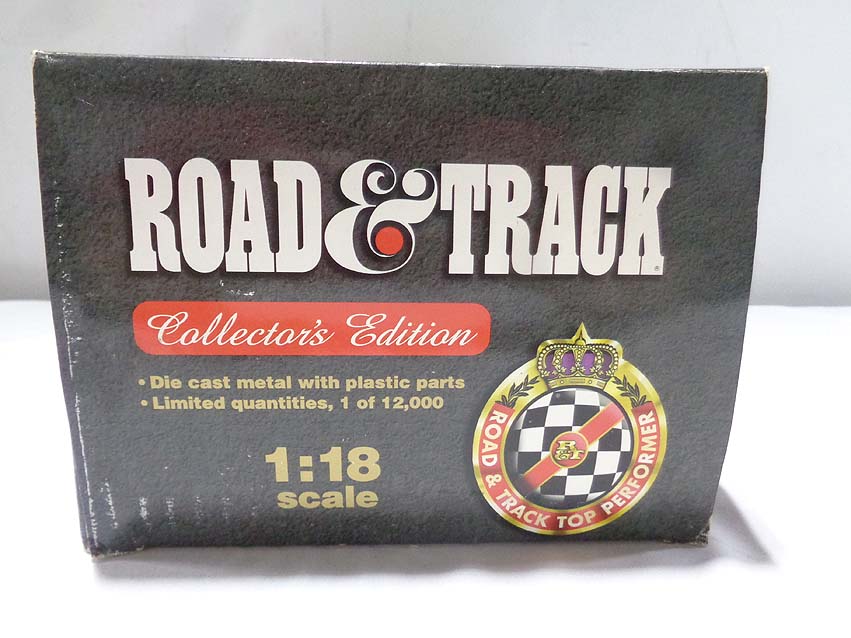 ROAD & TRACK®
Collector's Edition
• Die cast metal with plastic parts
• Limited quantities, 1 of 12,000
1:18
scale
R&T
ROAD & TRACK TOP PERFORMER